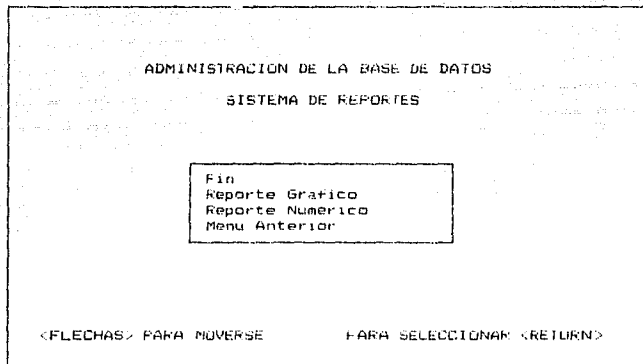 ADMINISTRACION DE LA BASE DE DATOS
SISTEMA DE REPORTES
Fin
Reporte Grafico
Reporte Numerico
Menu Anterior
<FLECHAS> PARA MOVERSE PARA SELECCIONAR <RETURN>